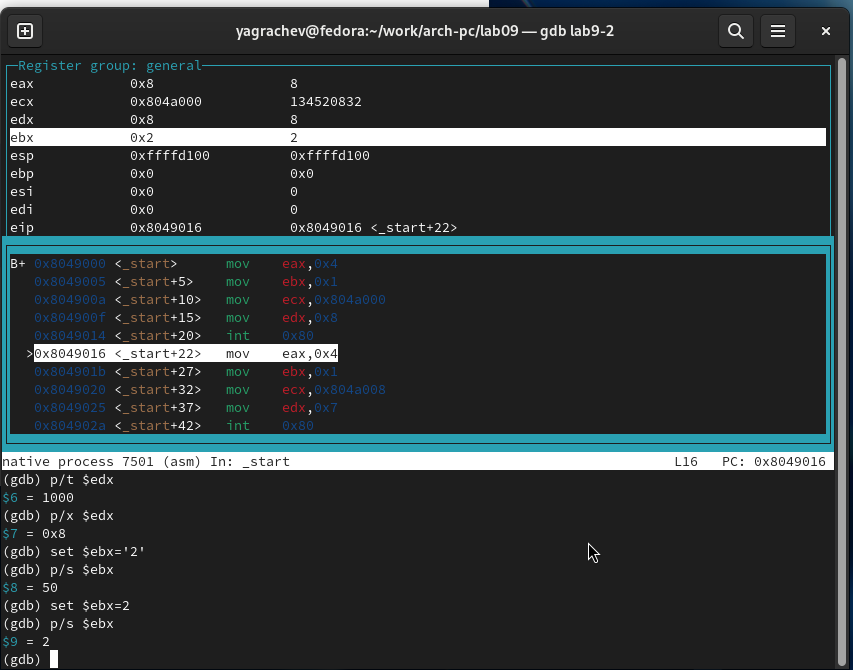 yagrachev@fedora:~/work/arch-pc/lab09 — gdb lab9-2
Register group: general
eax 0x8 8
ecx 0x804a000 134520832
edx 0x8 8
ebx 0x2 2
esp 0xffffd100 0xffffd100
ebp 0x0 0x0
esi 0x0 0
edi 0x0 0
eip 0x8049016 0x8049016 <_start+22>
B+ 0x8049000 <_start> mov eax,0x4
0x8049005 <_start+5> mov ebx,0x1
0x804900a <_start+10> mov ecx,0x804a000
0x804900f <_start+15> mov edx,0x8
0x8049014 <_start+20> int 0x80
>0x8049016 <_start+22> mov eax,0x4
0x804901b <_start+27> mov ebx,0x1
0x8049020 <_start+32> mov ecx,0x804a008
0x8049025 <_start+37> mov edx,0x7
0x804902a <_start+42> int 0x80
native process 7501 (asm) In: _start L16 PC: 0x8049016
(gdb) p/t $edx
$6 = 1000
(gdb) p/x $edx
$7 = 0x8
(gdb) set $ebx='2'
(gdb) p/s $ebx
$8 = 50
(gdb) set $ebx=2
(gdb) p/s $ebx
$9 = 2
(gdb)